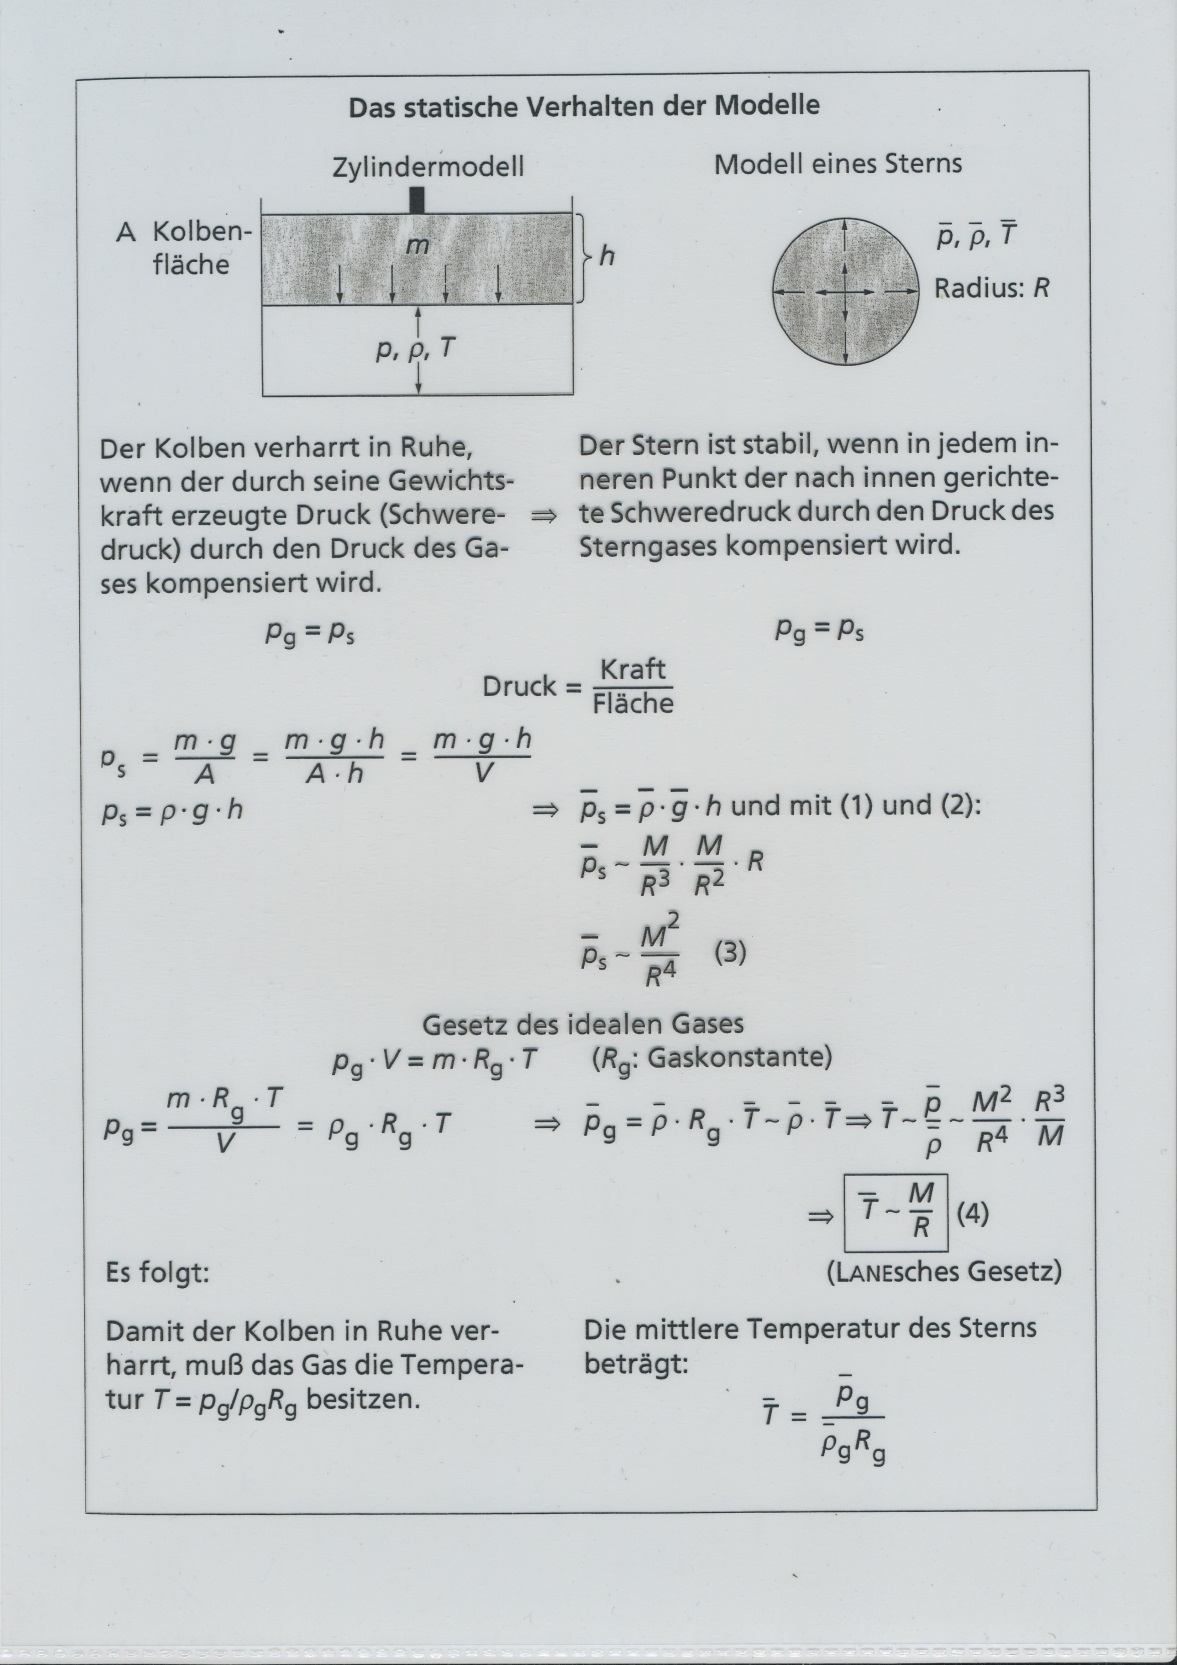 Das statische Verhalten der Modelle
Zylindermodell
Modell eines Sterns
A Kolben-
fläche
m
h
p, ρ, T
p̄, ρ̄, T̄
Radius: R
Der Kolben verharrt in Ruhe,
wenn der durch seine Gewichts-
kraft erzeugte Druck (Schwere-
druck) durch den Druck des Ga-
ses kompensiert wird.
⇒
Der Stern ist stabil, wenn in jedem in-
neren Punkt der nach innen gerichte-
te Schweredruck durch den Druck des
Sterngases kompensiert wird.
p_g = p_s
p_g = p_s
Druck = Kraft / Fläche
p_s = m · g / A = m · g · h / A · h = m · g · h / V
p_s = ρ · g · h
⇒ p̄_s = ρ̄ · ḡ · h und mit (1) und (2):
p̄_s ~ M / R³ · M / R² · R
p̄_s ~ M² / R⁴ (3)
Gesetz des idealen Gases
p_g · V = m · R_g · T (R_g: Gaskonstante)
p_g = m · R_g · T / V = ρ_g · R_g · T
⇒ p̄_g = ρ̄ · R_g · T̄ ~ ρ̄ · T̄ ⇒ T̄ ~ p̄ / ρ̄ ~ M² / R⁴ · R³ / M
⇒ T̄ ~ M / R (4)
(LANEsches Gesetz)
Es folgt:
Damit der Kolben in Ruhe ver-
harrt, muß das Gas die Tempera-
tur T = p_g/ρ_gR_g besitzen.
Die mittlere Temperatur des Sterns
beträgt:
T̄ = p̄_g / ρ̄_gR_g